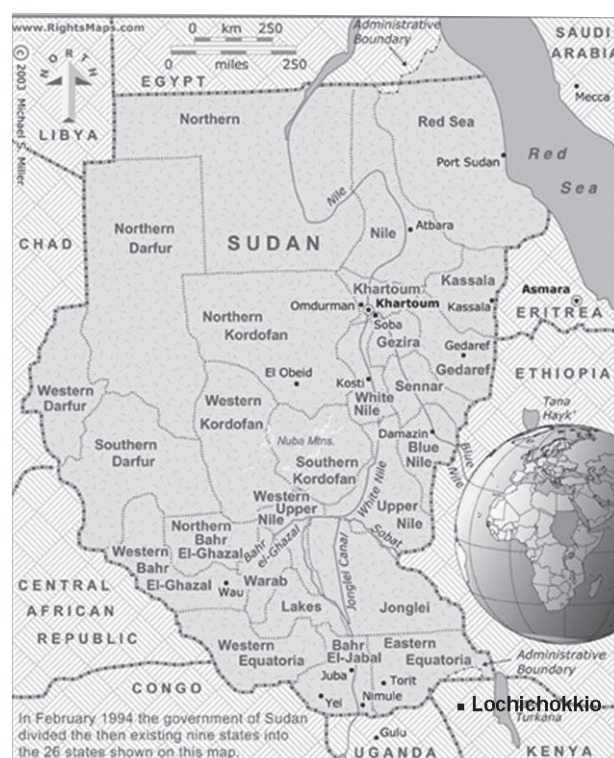 www.RightsMaps.com
0 km 250
0 miles 250
Administrative
Boundary
SAUDI
ARABIA
© 2003 Michael S. Miller
NORTH
EGYPT
LIBYA
Mecca
Northern
Red Sea
Port Sudan
Red
Sea
Nile
Northern
Darfur
SUDAN
Nile
Atbara
CHAD
Khartoum
Kassala
Omdurman
Khartoum
Kassala
Asmara
ERITREA
Soba
Northern
Kordofan
Gezira
Gedaref
Gedaref
El Obeid
Kosti
Sennar
ETHIOPIA
Western
Darfur
Western
Kordofan
White
Nile
Tana
Hayk'
Southern
Darfur
Nuba Mtns.
Damazin
Blue
Nile
Blue
Nile
Southern
Kordofan
White Nile
Western
Upper
Nile
Upper
Nile
Northern
Bahr
El-Ghazal
Bahr
el-Ghazal
Sobat
Western
Bahr
El-Ghazal
Wau
Warab
Jonglei Canal
CENTRAL
AFRICAN
REPUBLIC
Lakes
Jonglei
Western
Equatoria
Bahr
El-Jabal
Eastern
Equatoria
Administrative
Boundary
Juba
Torit
CONGO
Yei
Nimule
Lochichokkio
Turkana
In February 1994 the government of Sudan
divided the then existing nine states into
the 26 states shown on this map.
Gulu
UGANDA
KENYA